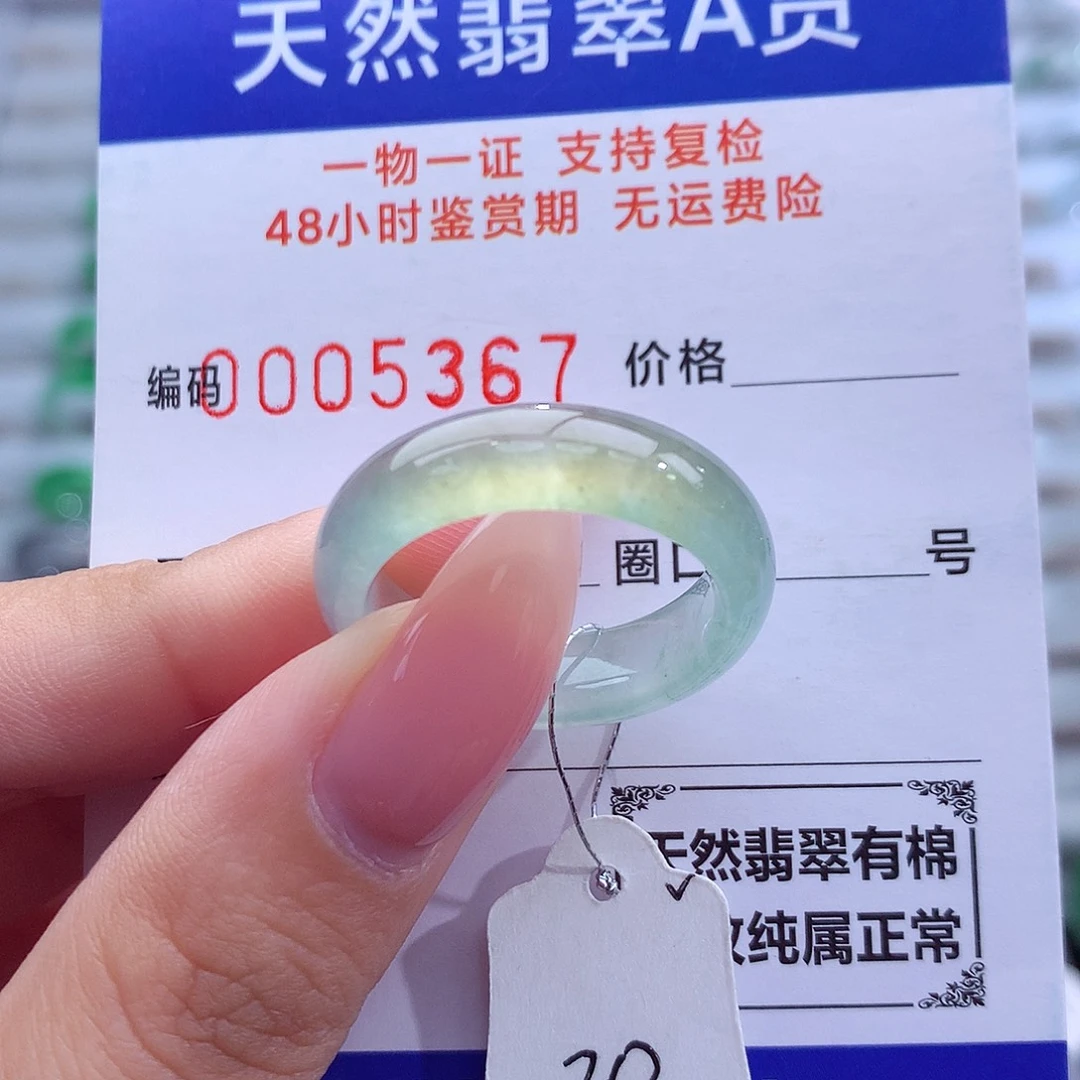 天然翡翠A货
一物一证 支持复检
48小时鉴赏期 无运费险
编码0005367 价格
圈口 号
天然翡翠有棉
纹纯属正常
20